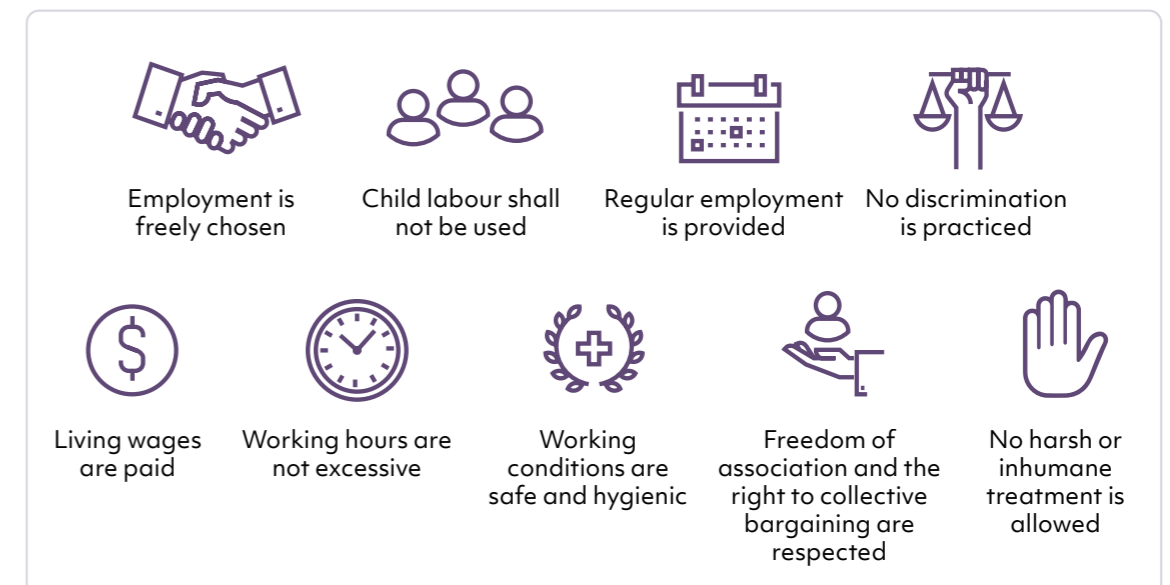 Employment is
freely chosen
Child labour shall
not be used
Regular employment
is provided
No discrimination
is practiced
Living wages
are paid
Working hours are
not excessive
Working
conditions are
safe and hygienic
Freedom of
association and the
right to collective
bargaining are
respected
No harsh or
inhumane
treatment is
allowed